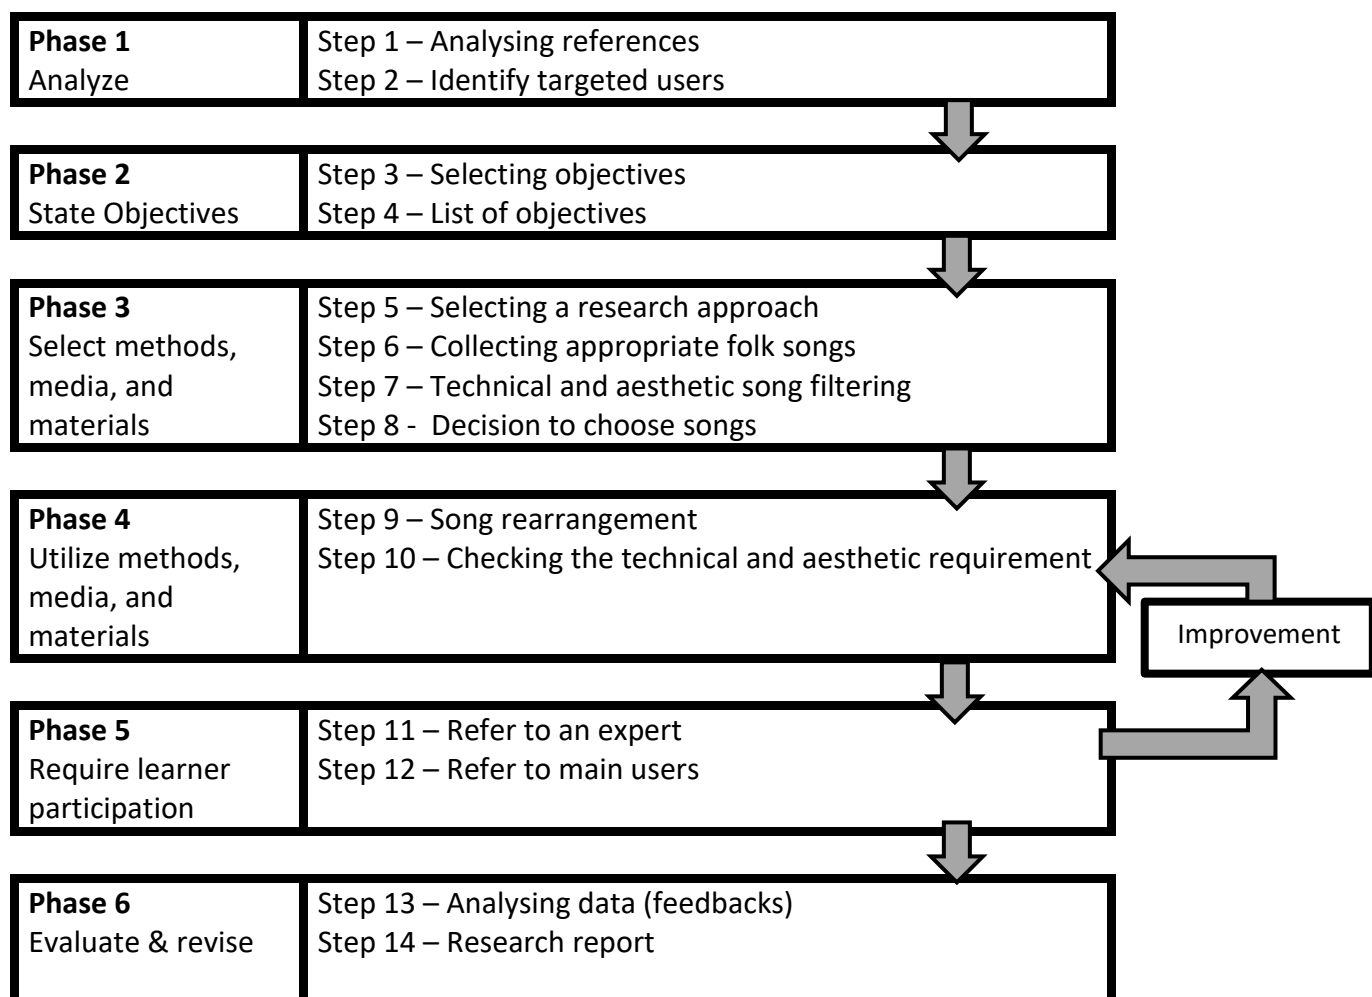 Phase 1
Analyze
Step 1 – Analysing references
Step 2 – Identify targeted users
Phase 2
State Objectives
Step 3 – Selecting objectives
Step 4 – List of objectives
Phase 3
Select methods,
media, and
materials
Step 5 – Selecting a research approach
Step 6 – Collecting appropriate folk songs
Step 7 – Technical and aesthetic song filtering
Step 8 -  Decision to choose songs
Phase 4
Utilize methods,
media, and
materials
Step 9 – Song rearrangement
Step 10 – Checking the technical and aesthetic requirement
Improvement
Phase 5
Require learner
participation
Step 11 – Refer to an expert
Step 12 – Refer to main users
Phase 6
Evaluate & revise
Step 13 – Analysing data (feedbacks)
Step 14 – Research report